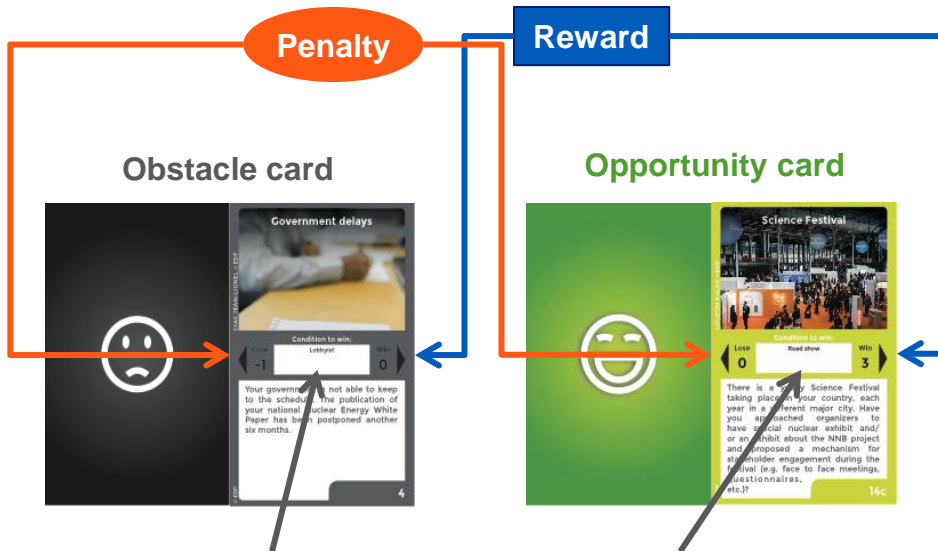 Penalty
Reward
Obstacle card
Opportunity card
Government delays
Condition to win:
Lose
Lobbyist
Win
-1
0
Your government is not able to keep
to the schedule. The publication of
your national Nuclear Energy White
Paper has been postponed another
six months.
© EDF
4
Science Festival
Condition to win:
Lose
Road show
Win
0
3
There is a Science Festival
taking place in your country, each
year in a different major city. Have
you approached organizers to
have special nuclear exhibit and/
or an exhibit about the NNB project
and proposed a mechanism for
stakeholder engagement during the
festival (e.g. face to face meetings,
questionnaires,
etc.)?
14c